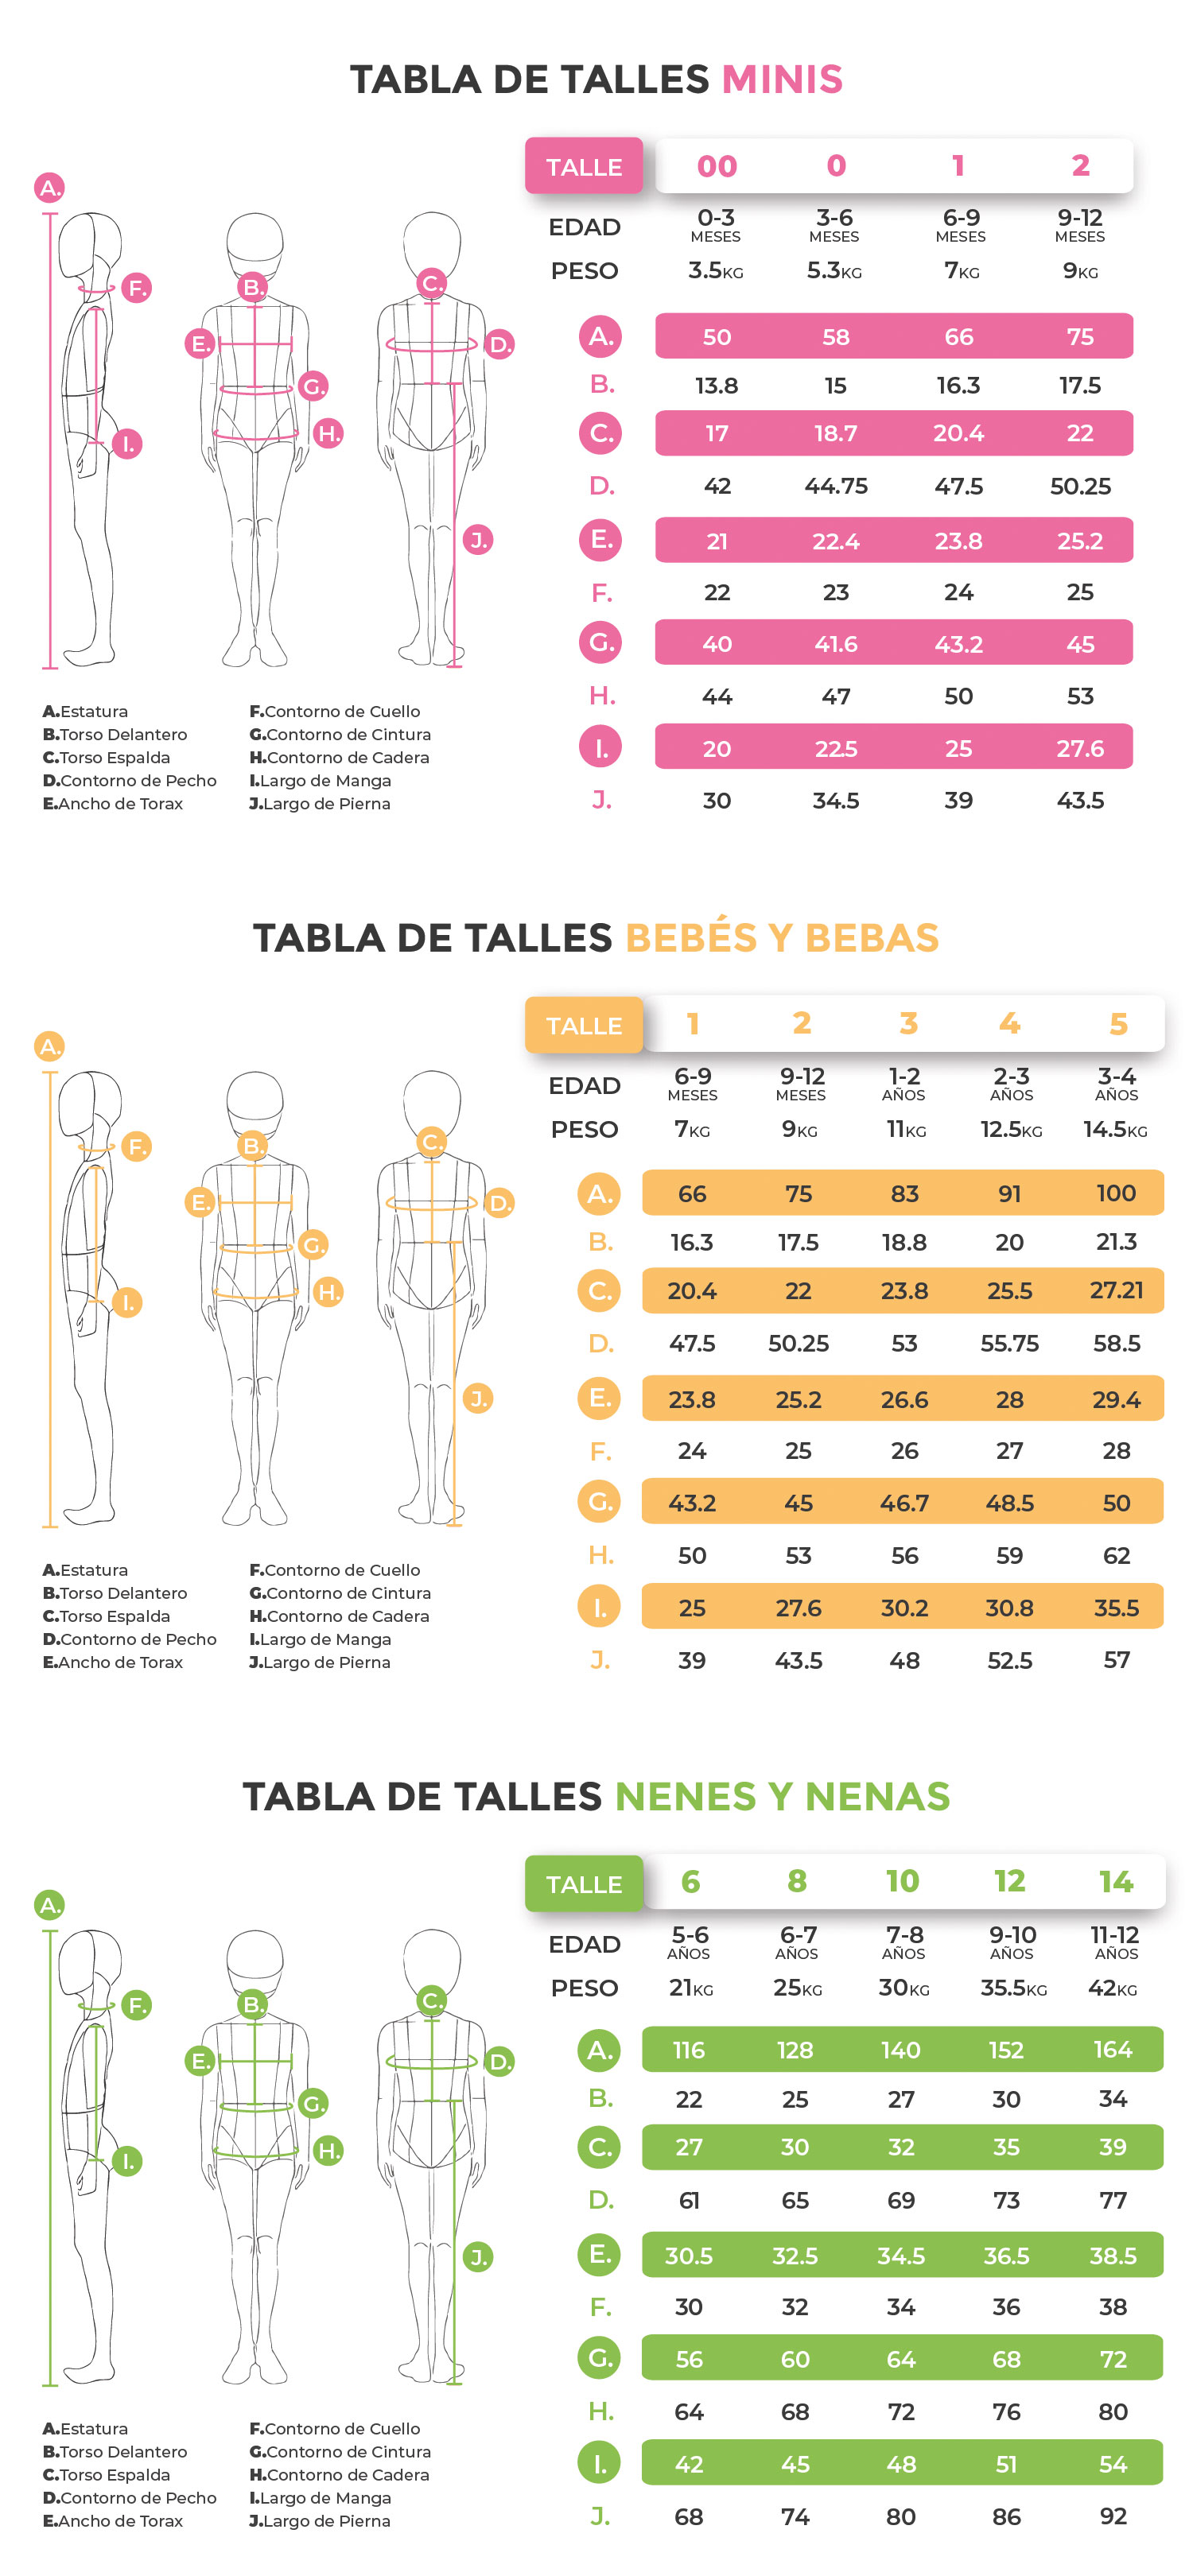 TABLA DE TALLES MINIS
TALLE 00 0 1 2
EDAD 0-3 MESES 3-6 MESES 6-9 MESES 9-12 MESES
PESO 3.5KG 5.3KG 7KG 9KG
A. 50 58 66 75
B. 13.8 15 16.3 17.5
C. 17 18.7 20.4 22
D. 42 44.75 47.5 50.25
E. 21 22.4 23.8 25.2
F. 22 23 24 25
G. 40 41.6 43.2 45
H. 44 47 50 53
I. 20 22.5 25 27.6
J. 30 34.5 39 43.5
A.
F.
B.
C.
E.
D.
G.
H.
I.
J.
A.Estatura
B.Torso Delantero
C.Torso Espalda
D.Contorno de Pecho
E.Ancho de Torax
F.Contorno de Cuello
G.Contorno de Cintura
H.Contorno de Cadera
I.Largo de Manga
J.Largo de Pierna
TABLA DE TALLES BEBÉS Y BEBAS
TALLE 1 2 3 4 5
EDAD 6-9 MESES 9-12 MESES 1-2 AÑOS 2-3 AÑOS 3-4 AÑOS
PESO 7KG 9KG 11KG 12.5KG 14.5KG
A. 66 75 83 91 100
B. 16.3 17.5 18.8 20 21.3
C. 20.4 22 23.8 25.5 27.21
D. 47.5 50.25 53 55.75 58.5
E. 23.8 25.2 26.6 28 29.4
F. 24 25 26 27 28
G. 43.2 45 46.7 48.5 50
H. 50 53 56 59 62
I. 25 27.6 30.2 30.8 35.5
J. 39 43.5 48 52.5 57
A.
F.
B.
C.
E.
D.
G.
H.
I.
J.
A.Estatura
B.Torso Delantero
C.Torso Espalda
D.Contorno de Pecho
E.Ancho de Torax
F.Contorno de Cuello
G.Contorno de Cintura
H.Contorno de Cadera
I.Largo de Manga
J.Largo de Pierna
TABLA DE TALLES NENES Y NENAS
TALLE 6 8 10 12 14
EDAD 5-6 AÑOS 6-7 AÑOS 7-8 AÑOS 9-10 AÑOS 11-12 AÑOS
PESO 21KG 25KG 30KG 35.5KG 42KG
A. 116 128 140 152 164
B. 22 25 27 30 34
C. 27 30 32 35 39
D. 61 65 69 73 77
E. 30.5 32.5 34.5 36.5 38.5
F. 30 32 34 36 38
G. 56 60 64 68 72
H. 64 68 72 76 80
I. 42 45 48 51 54
J. 68 74 80 86 92
A.
F.
B.
C.
E.
D.
G.
H.
I.
J.
A.Estatura
B.Torso Delantero
C.Torso Espalda
D.Contorno de Pecho
E.Ancho de Torax
F.Contorno de Cuello
G.Contorno de Cintura
H.Contorno de Cadera
I.Largo de Manga
J.Largo de Pierna